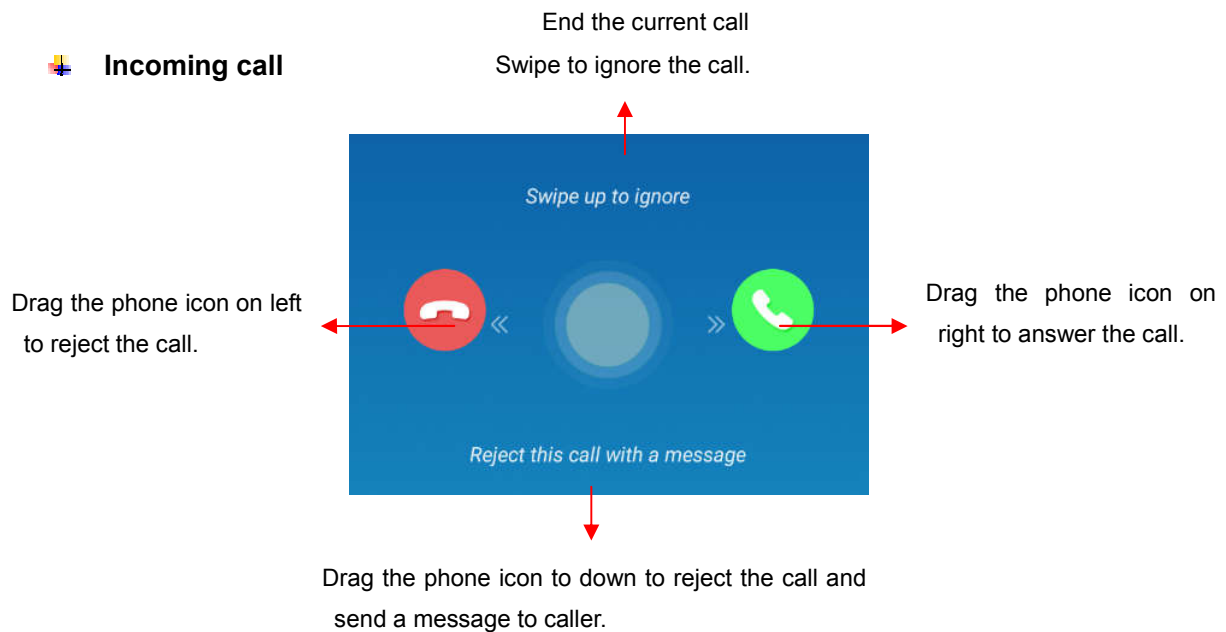 End the current call
Incoming call
Swipe to ignore the call.
Swipe up to ignore
Drag the phone icon on left
to reject the call.
Drag the phone icon on
right to answer the call.
Reject this call with a message
Drag the phone icon to down to reject the call and
send a message to caller.